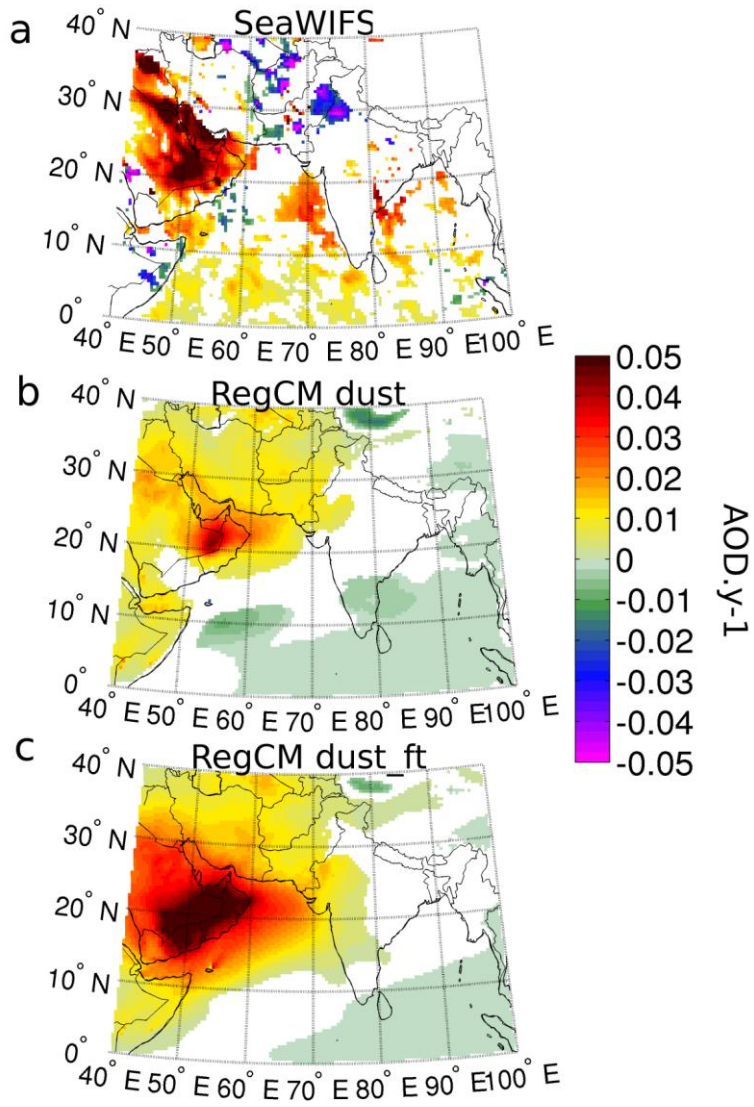 a
SeaWIFS
40° N
30° N
20° N
10° N
0°
40° E 50° E 60° E 70° E 80° E 90° E 100° E
b
RegCM dust
40° N
30° N
20° N
10° N
0°
40° E 50° E 60° E 70° E 80° E 90° E 100° E
c
RegCM dust_ft
40° N
30° N
20° N
10° N
0°
40° E 50° E 60° E 70° E 80° E 90° E 100° E
0.05
0.04
0.03
0.02
0.01
0
-0.01
-0.02
-0.03
-0.04
-0.05
AOD.y-1